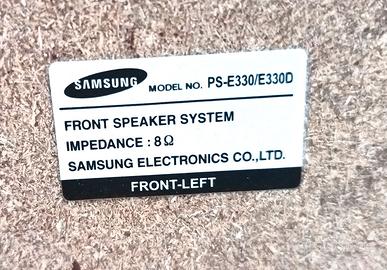 SAMSUNG MODEL NO. PS-E330/E330D
FRONT SPEAKER SYSTEM
IMPEDANCE : 8Ω
SAMSUNG ELECTRONICS CO.,LTD.
FRONT-LEFT